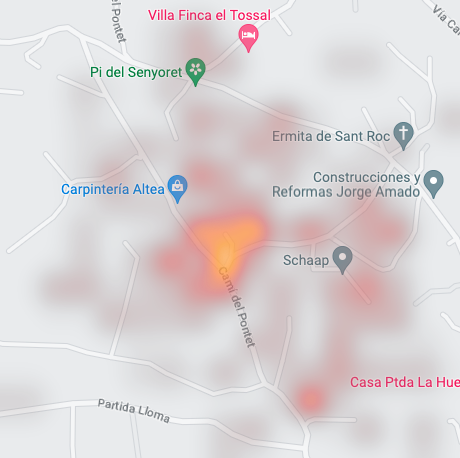 del Pontet
Villa Finca el Tossal
Via Ca
Pi del Senyoret
Ermita de Sant Roc
Construcciones y
Reformas Jorge Amado
Carpintería Altea
Schaap
Camí del Pontet
Casa Ptda La Hue
Partida Lloma